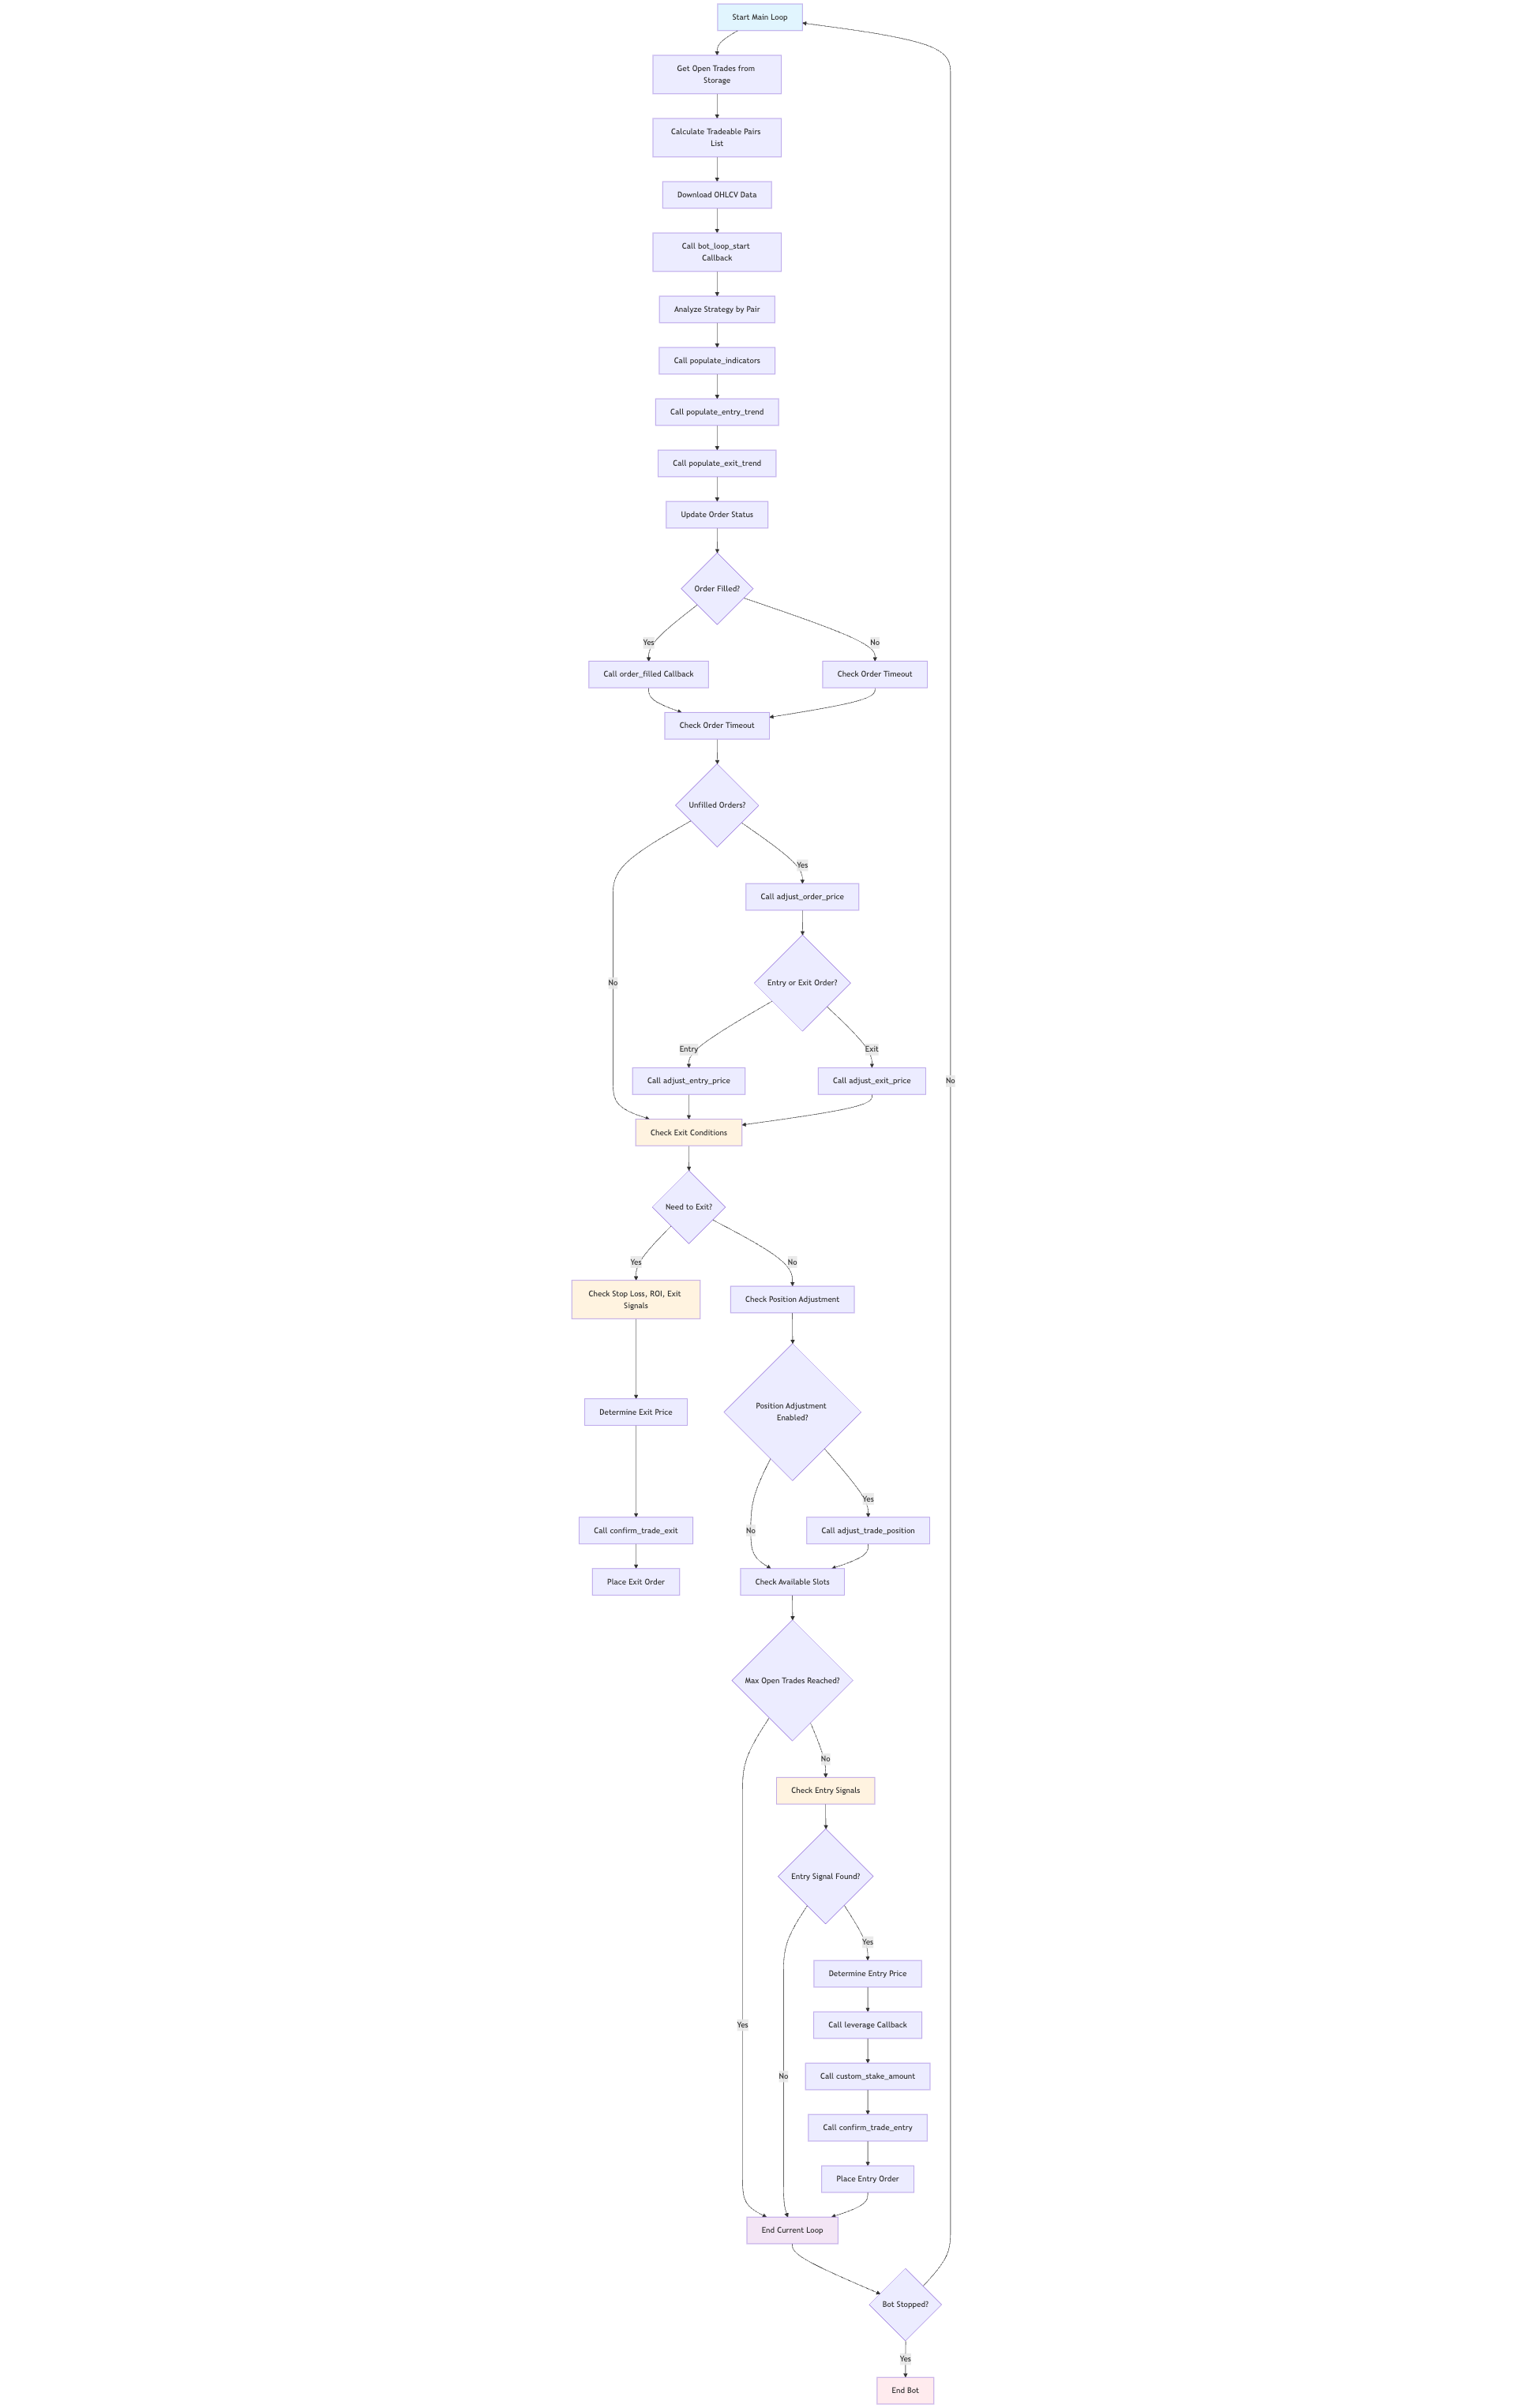 Start Main Loop
Get Open Trades from
Storage
Calculate Tradeable Pairs
List
Download OHLCV Data
Call bot_loop_start
Callback
Analyze Strategy by Pair
Call populate_indicators
Call populate_entry_trend
Call populate_exit_trend
Update Order Status
Order Filled?
Yes
No
Call order_filled Callback
Check Order Timeout
Check Order Timeout
Unfilled Orders?
Yes
Call adjust_order_price
No
Entry or Exit Order?
Entry
Exit
Call adjust_entry_price
Call adjust_exit_price
No
Check Exit Conditions
Need to Exit?
Yes
No
Check Stop Loss, ROI, Exit
Signals
Check Position Adjustment
Determine Exit Price
Position Adjustment
Enabled?
Yes
No
Call confirm_trade_exit
Call adjust_trade_position
Place Exit Order
Check Available Slots
Max Open Trades Reached?
No
Check Entry Signals
Entry Signal Found?
Yes
Determine Entry Price
Yes
Call leverage Callback
No
Call custom_stake_amount
Call confirm_trade_entry
Place Entry Order
End Current Loop
Bot Stopped?
Yes
End Bot